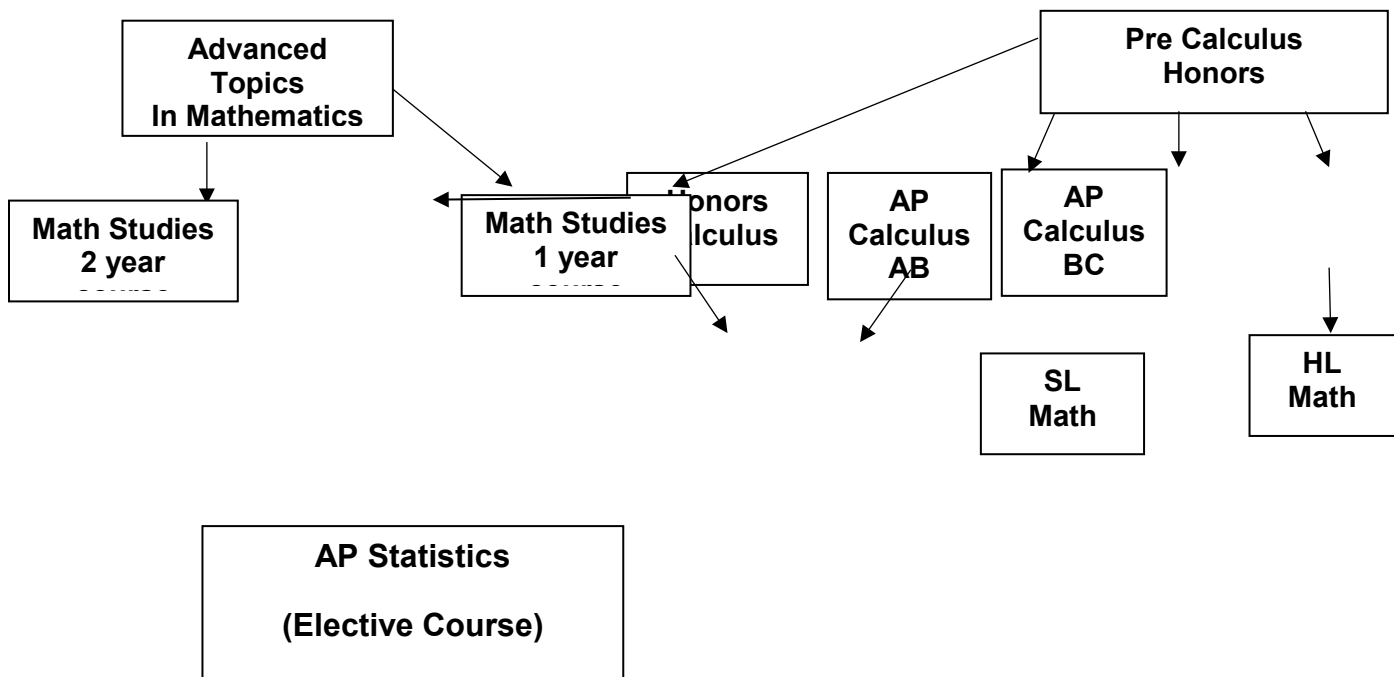 Advanced
Topics
In Mathematics
Pre Calculus
Honors
Math Studies
2 year
Math Studies
1 year
AP
Calculus
AB
AP
Calculus
BC
SL
Math
HL
Math
AP Statistics
(Elective Course)